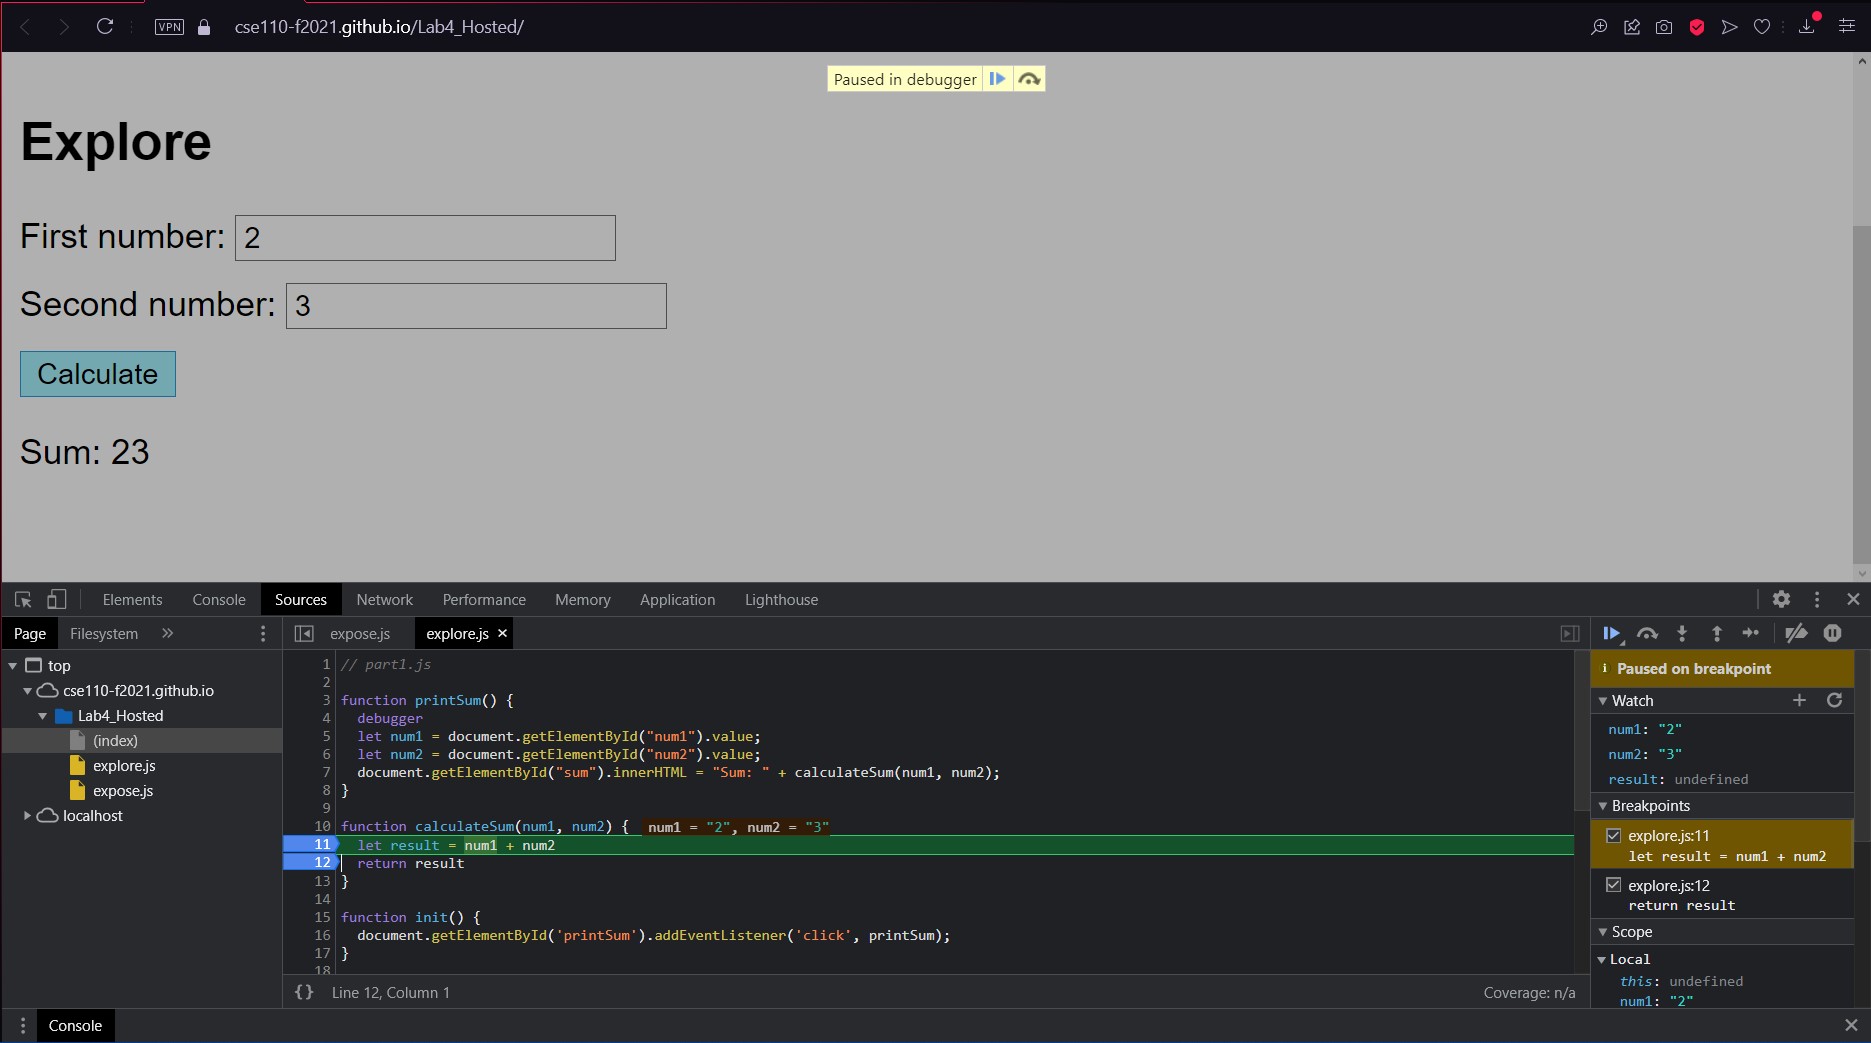 VPN cse110-f2021.github.io/Lab4_Hosted/
Paused in debugger
Explore
First number: 2
Second number: 3
Calculate
Sum: 23
Elements Console Sources Network Performance Memory Application Lighthouse
Page Filesystem »
expose.js explore.js ×
top
cse110-f2021.github.io
Lab4_Hosted
(index)
explore.js
expose.js
localhost
1 // part1.js
2
3 function printSum() {
4 debugger
5 let num1 = document.getElementById("num1").value;
6 let num2 = document.getElementById("num2").value;
7 document.getElementById("sum").innerHTML = "Sum: " + calculateSum(num1, num2);
8 }
9
10 function calculateSum(num1, num2) { num1 = "2", num2 = "3"
11 let result = num1 + num2
12 return result
13 }
14
15 function init() {
16 document.getElementById('printSum').addEventListener('click', printSum);
17 }
18
{} Line 12, Column 1 Coverage: n/a
i Paused on breakpoint
Watch
num1: "2"
num2: "3"
result: undefined
Breakpoints
explore.js:11
let result = num1 + num2
explore.js:12
return result
Scope
Local
this: undefined
num1: "2"
Console